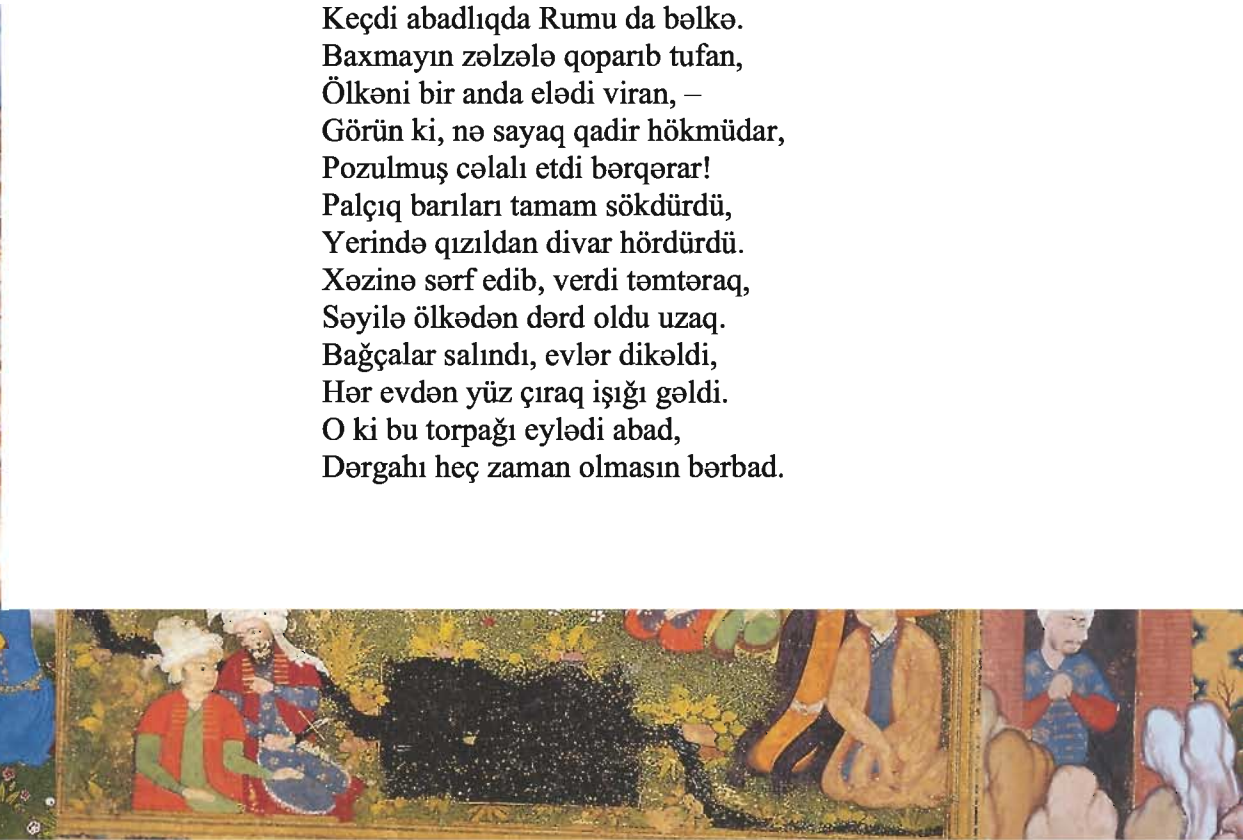 Keçdi abadlıqda Rumu da bəlkə.
Baxmayın zəlzələ qoparıb tufan,
Ölkəni bir anda elədi viran, –
Görün ki, nə sayaq qadir hökmüdar,
Pozulmuş cəlalı etdi bərqərar!
Palçıq barıları tamam sökdürdü,
Yerində qızıldan divar hördürdü.
Xəzinə sərf edib, verdi təmtəraq,
Səyilə ölkədən dərd oldu uzaq.
Bağçalar salındı, evlər dikəldi,
Hər evdən yüz çıraq işığı gəldi.
O ki bu torpağı eylədi abad,
Dərgahı heç zaman olmasın bərbad.